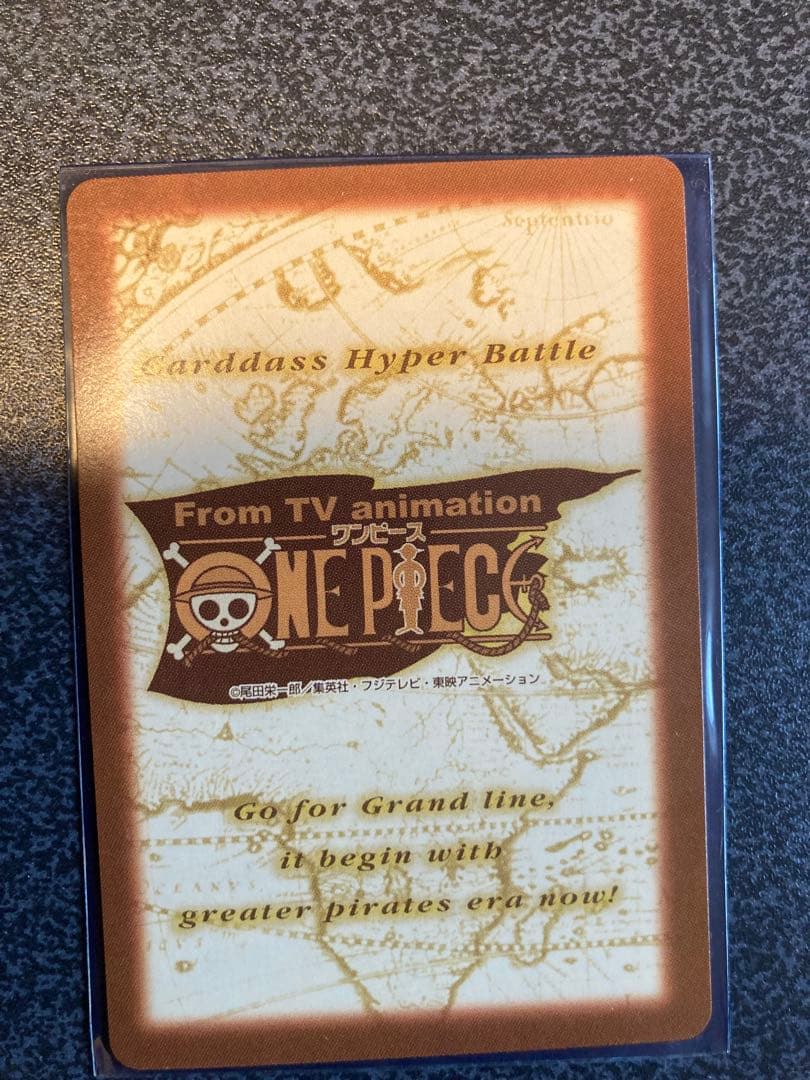 Septentrio
Carddass Hyper Battle
From TV animation
ワンピース
ONE PIECE
©尾田栄一郎/集英社・フジテレビ・東映アニメーション
Go for Grand line,
it begin with
OCEANVS
greater pirates era now!